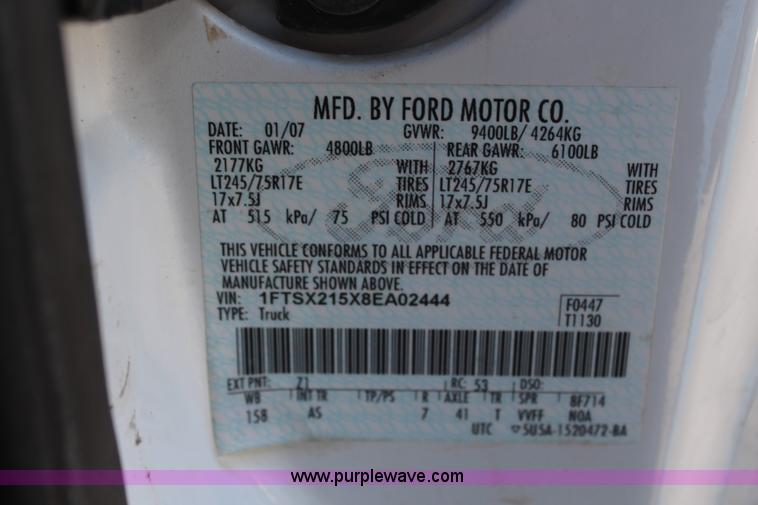 MFD. BY FORD MOTOR CO.
DATE: 01/07 GVWR: 9400LB/ 4264KG
FRONT GAWR: 4800LB REAR GAWR: 6100LB
2177KG WITH 2767KG WITH
LT245/75R17E TIRES LT245/75R17E TIRES
17x7.5J RIMS 17x7.5J RIMS
AT 515 kPa/ 75 PSI COLD AT 550 kPa/ 80 PSI COLD
Ford
THIS VEHICLE CONFORMS TO ALL APPLICABLE FEDERAL MOTOR
VEHICLE SAFETY STANDARDS IN EFFECT ON THE DATE OF
MANUFACTURE SHOWN ABOVE.
VIN: 1FTSX215X8EA02444
TYPE: Truck
F0447
T1130
EXT PNT: Z1 RC: 53 DSO:
WB INT TR TP/PS R AXLE TR SPR 8F714
158 AS 7 41 T VVFF NOA
UTC 5U5A-1520472-BA
www.purplewave.com